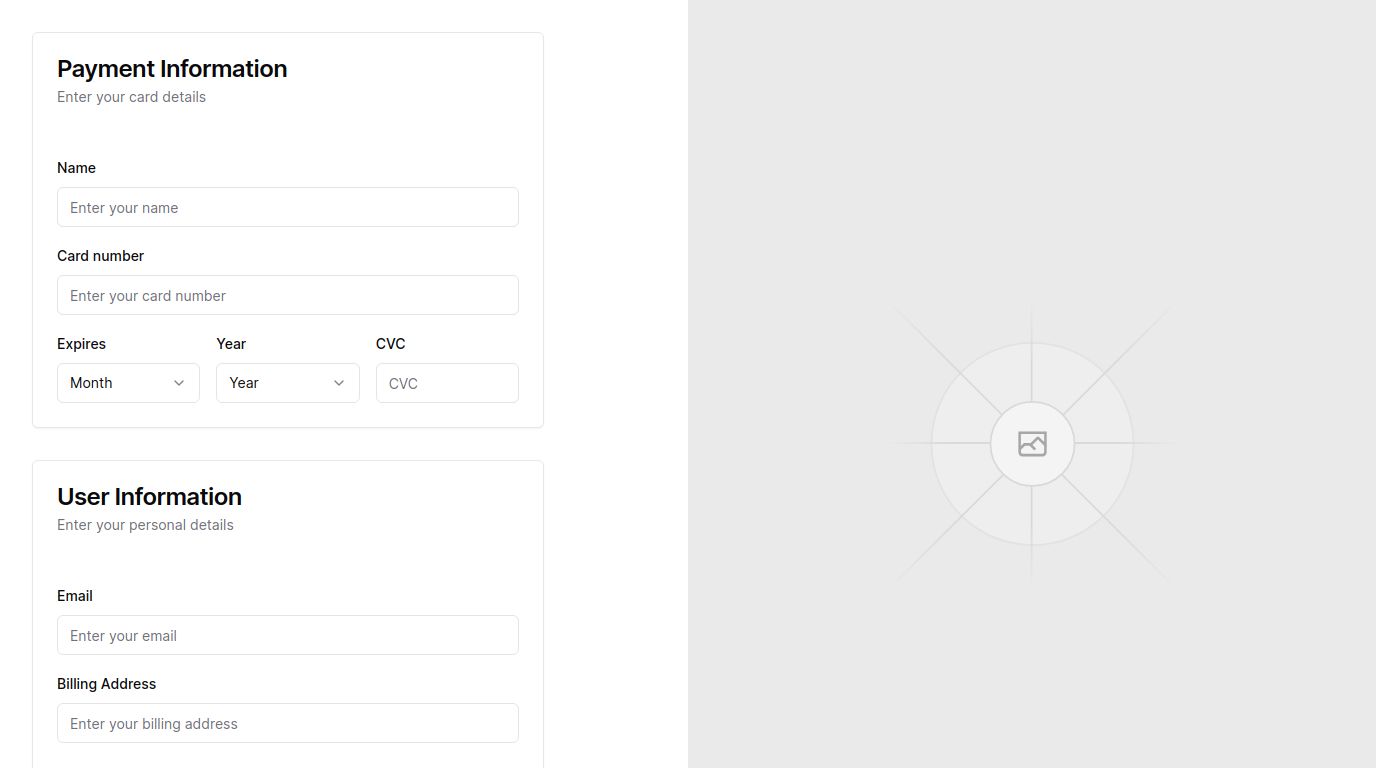 Payment Information
Enter your card details
Name
Enter your name
Card number
Enter your card number
Expires Year CVC
Month Year CVC
User Information
Enter your personal details
Email
Enter your email
Billing Address
Enter your billing address